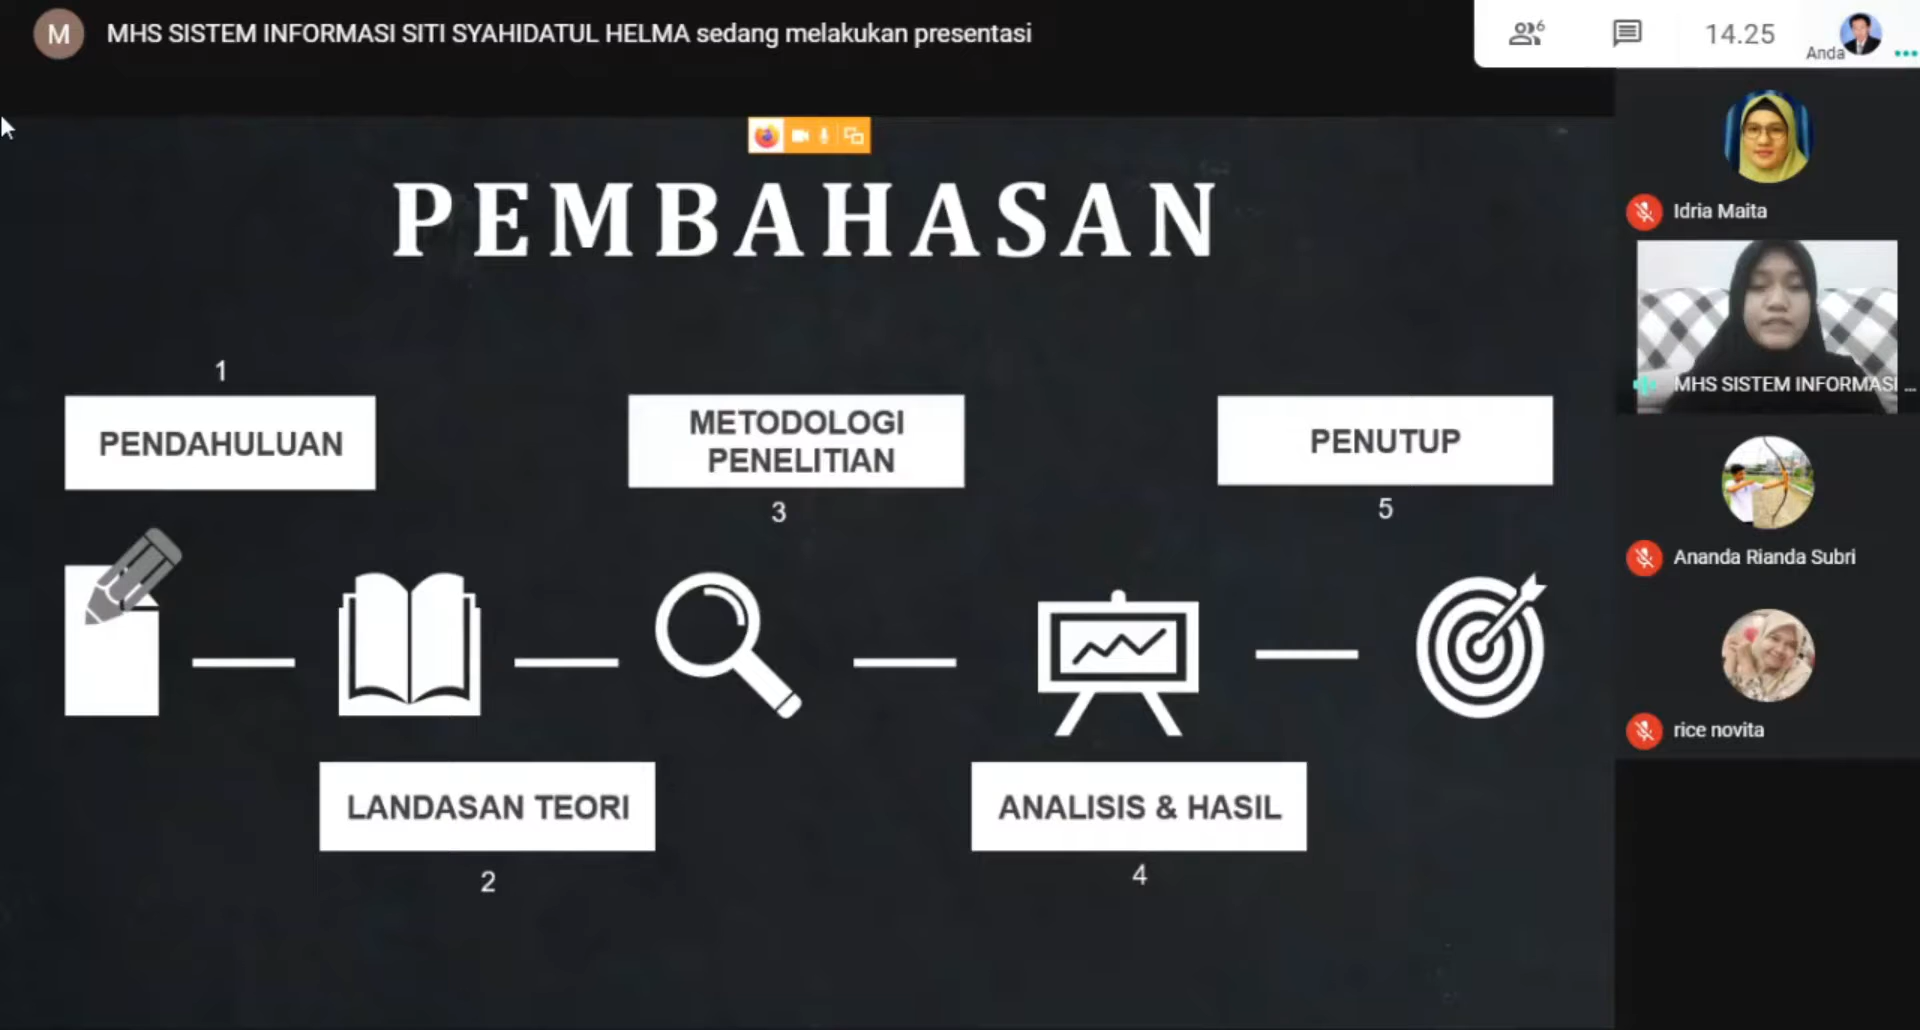 M
MHS SISTEM INFORMASI SITI SYAHIDATUL HELMA sedang melakukan presentasi
6
14.25
Anda
PEMBAHASAN
1
PENDAHULUAN
METODOLOGI
PENELITIAN
3
PENUTUP
5
LANDASAN TEORI
2
ANALISIS & HASIL
4
Idria Maita
MHS SISTEM INFORMASI ...
Ananda Rianda Subri
rice novita